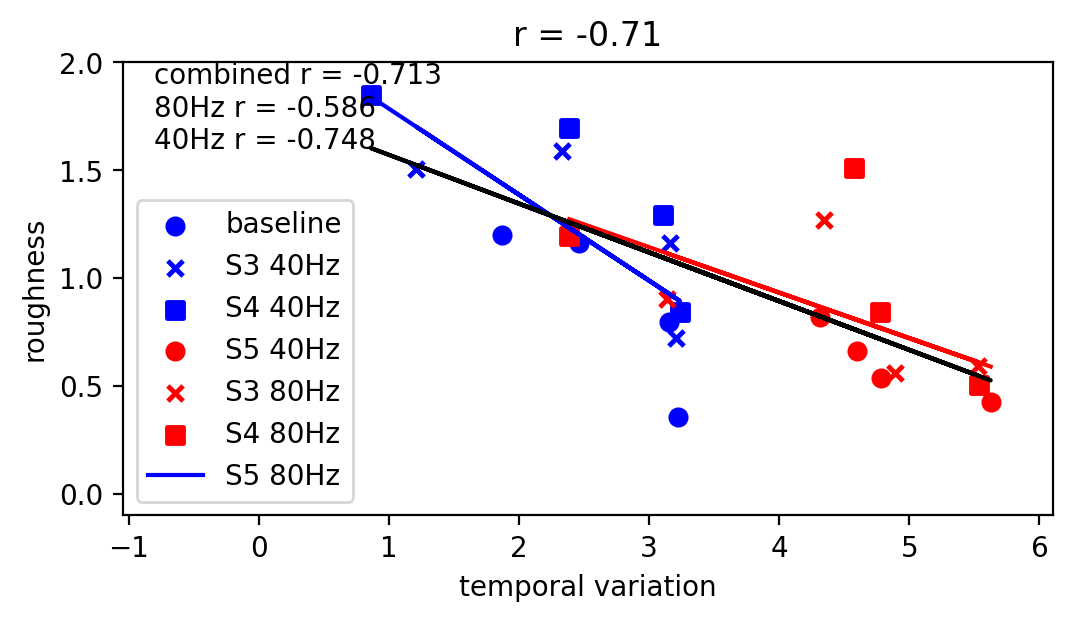 r = -0.71
combined r = -0.713
80Hz r = -0.586
40Hz r = -0.748
2.0
1.5
1.0
0.5
0.0
roughness
baseline
S3 40Hz
S4 40Hz
S5 40Hz
S3 80Hz
S4 80Hz
S5 80Hz
−1 0 1 2 3 4 5 6
temporal variation